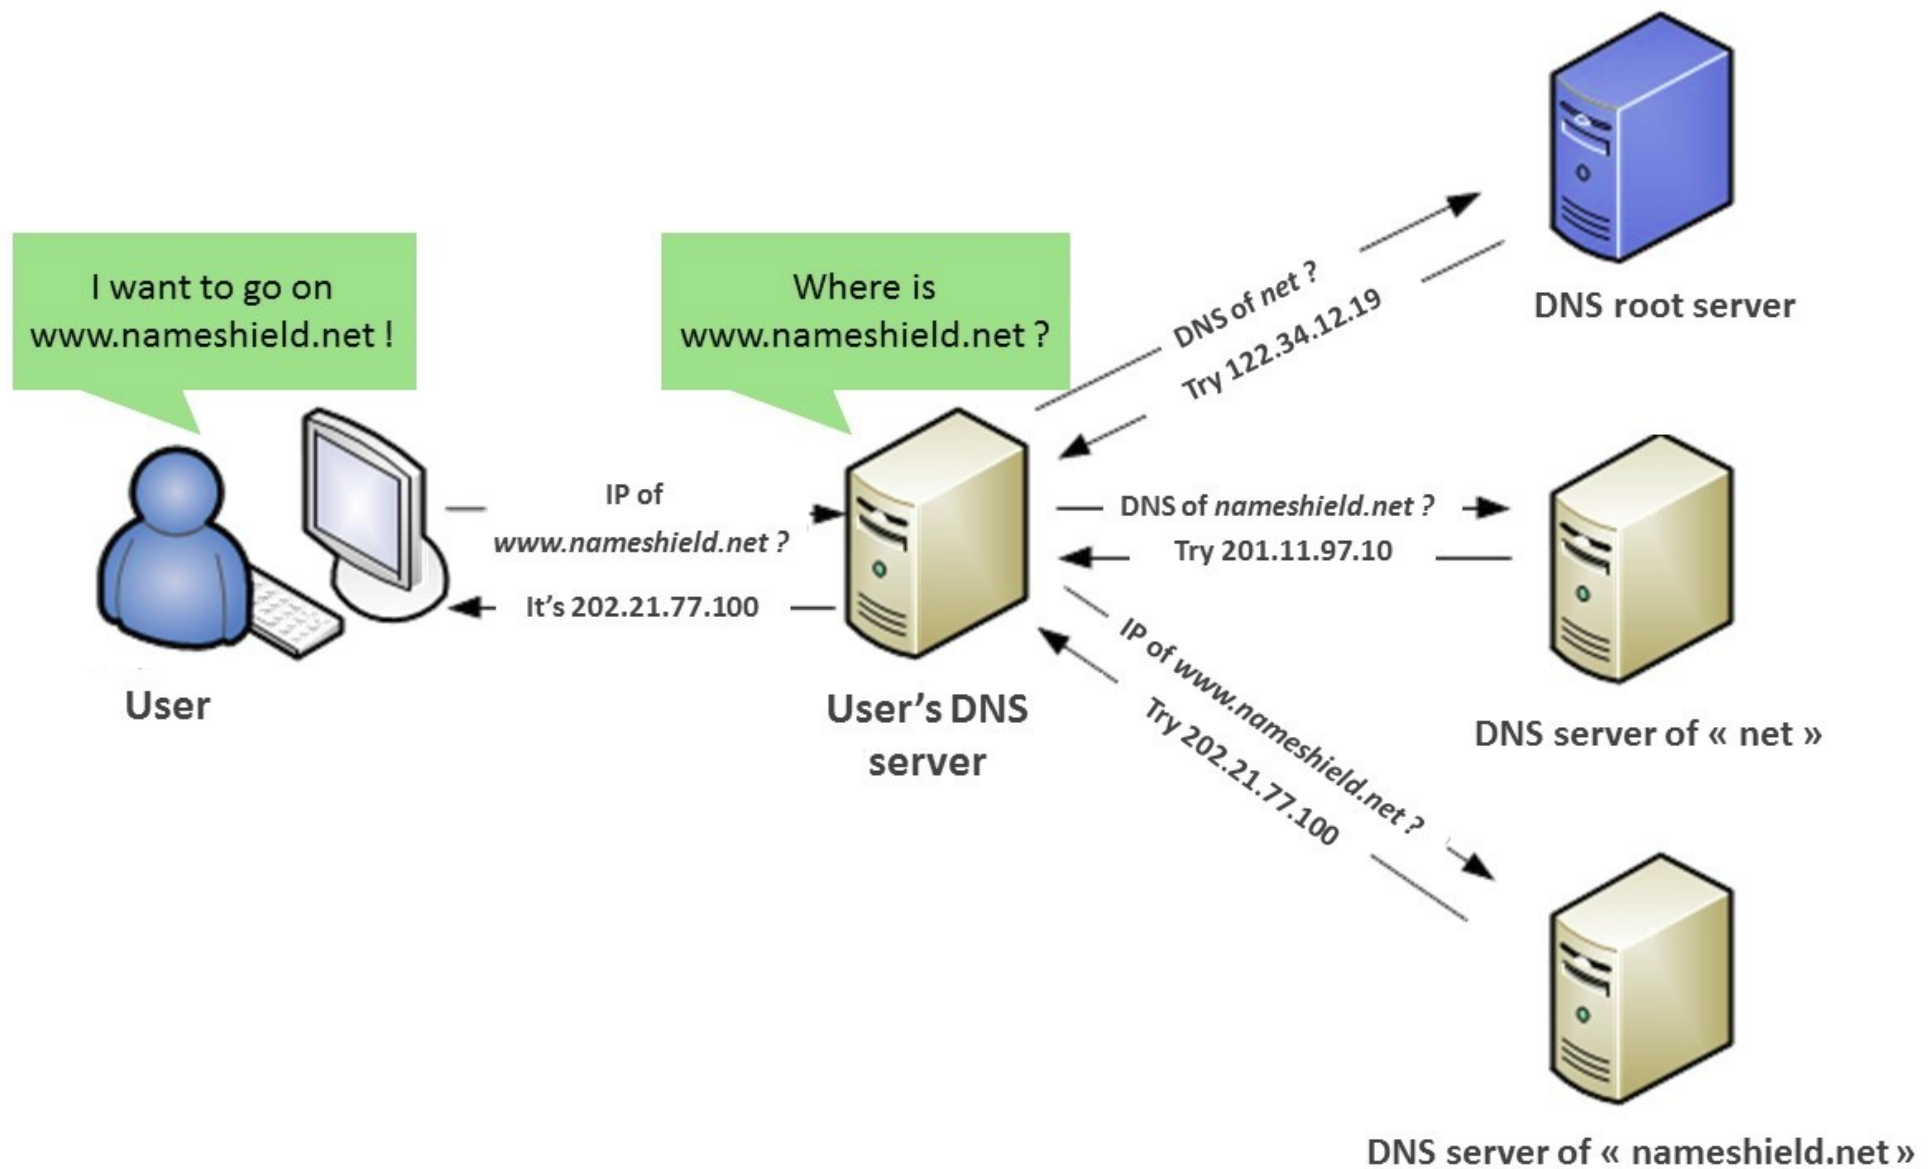 I want to go on
www.nameshield.net !
Where is
www.nameshield.net ?
DNS of net ?
Try 122.34.12.19
DNS root server
IP of
www.nameshield.net ?
It’s 202.21.77.100
DNS of nameshield.net ?
Try 201.11.97.10
IP of www.nameshield.net ?
Try 202.21.77.100
User
User’s DNS
server
DNS server of « net »
DNS server of « nameshield.net »